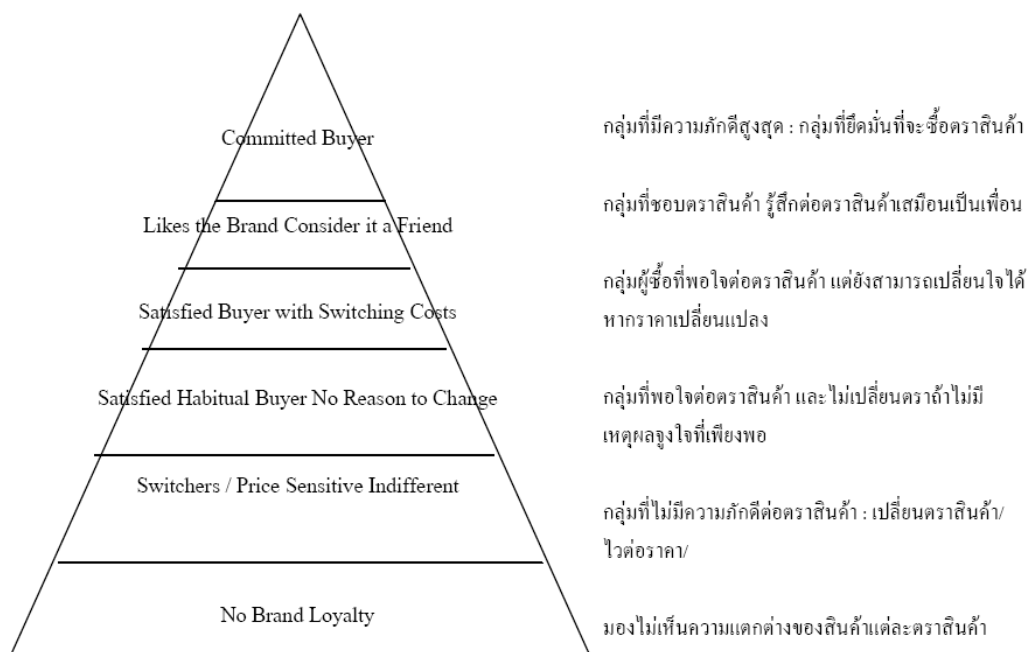 Committed Buyer
กลุ่มที่มีความภักดีสูงสุด : กลุ่มที่ยึดมั่นที่จะซื้อตราสินค้า
Likes the Brand Consider it a Friend
กลุ่มที่ชอบตราสินค้า รู้สึกต่อตราสินค้าเสมือนเป็นเพื่อน
Satisfied Buyer with Switching Costs
กลุ่มผู้ซื้อที่พอใจต่อตราสินค้า แต่ยังสามารถเปลี่ยนใจได้
หากราคาเปลี่ยนแปลง
Satisfied Habitual Buyer No Reason to Change
กลุ่มที่พอใจต่อตราสินค้า และไม่เปลี่ยนตราถ้าไม่มี
เหตุผลจูงใจที่เพียงพอ
Switchers / Price Sensitive Indifferent
กลุ่มที่ไม่มีความภักดีต่อตราสินค้า : เปลี่ยนตราสินค้า/
ไวต่อราคา/
No Brand Loyalty
มองไม่เห็นความแตกต่างของสินค้าแต่ละตราสินค้า